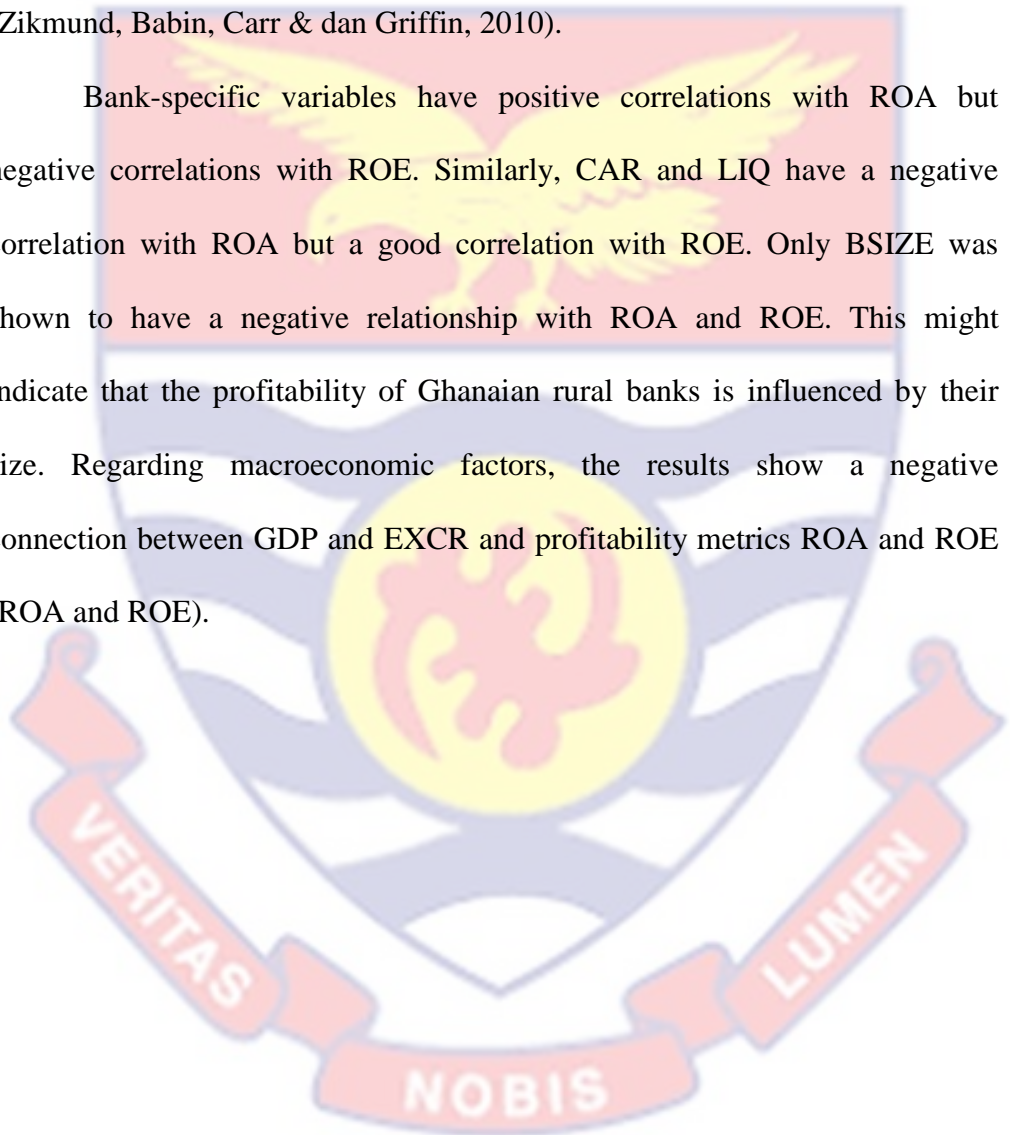 Zikmund, Babin, Carr & dan Griffin, 2010).
Bank-specific variables have positive correlations with ROA but
negative correlations with ROE. Similarly, CAR and LIQ have a negative
correlation with ROA but a good correlation with ROE. Only BSIZE was
shown to have a negative relationship with ROA and ROE. This might
indicate that the profitability of Ghanaian rural banks is influenced by their
size. Regarding macroeconomic factors, the results show a negative
connection between GDP and EXCR and profitability metrics ROA and ROE
(ROA and ROE).
VERITAS
NOBIS
LUMEN